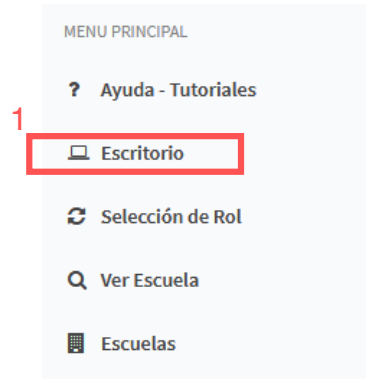 MENU PRINCIPAL
? Ayuda - Tutoriales
1
Escritorio
Selección de Rol
Ver Escuela
Escuelas